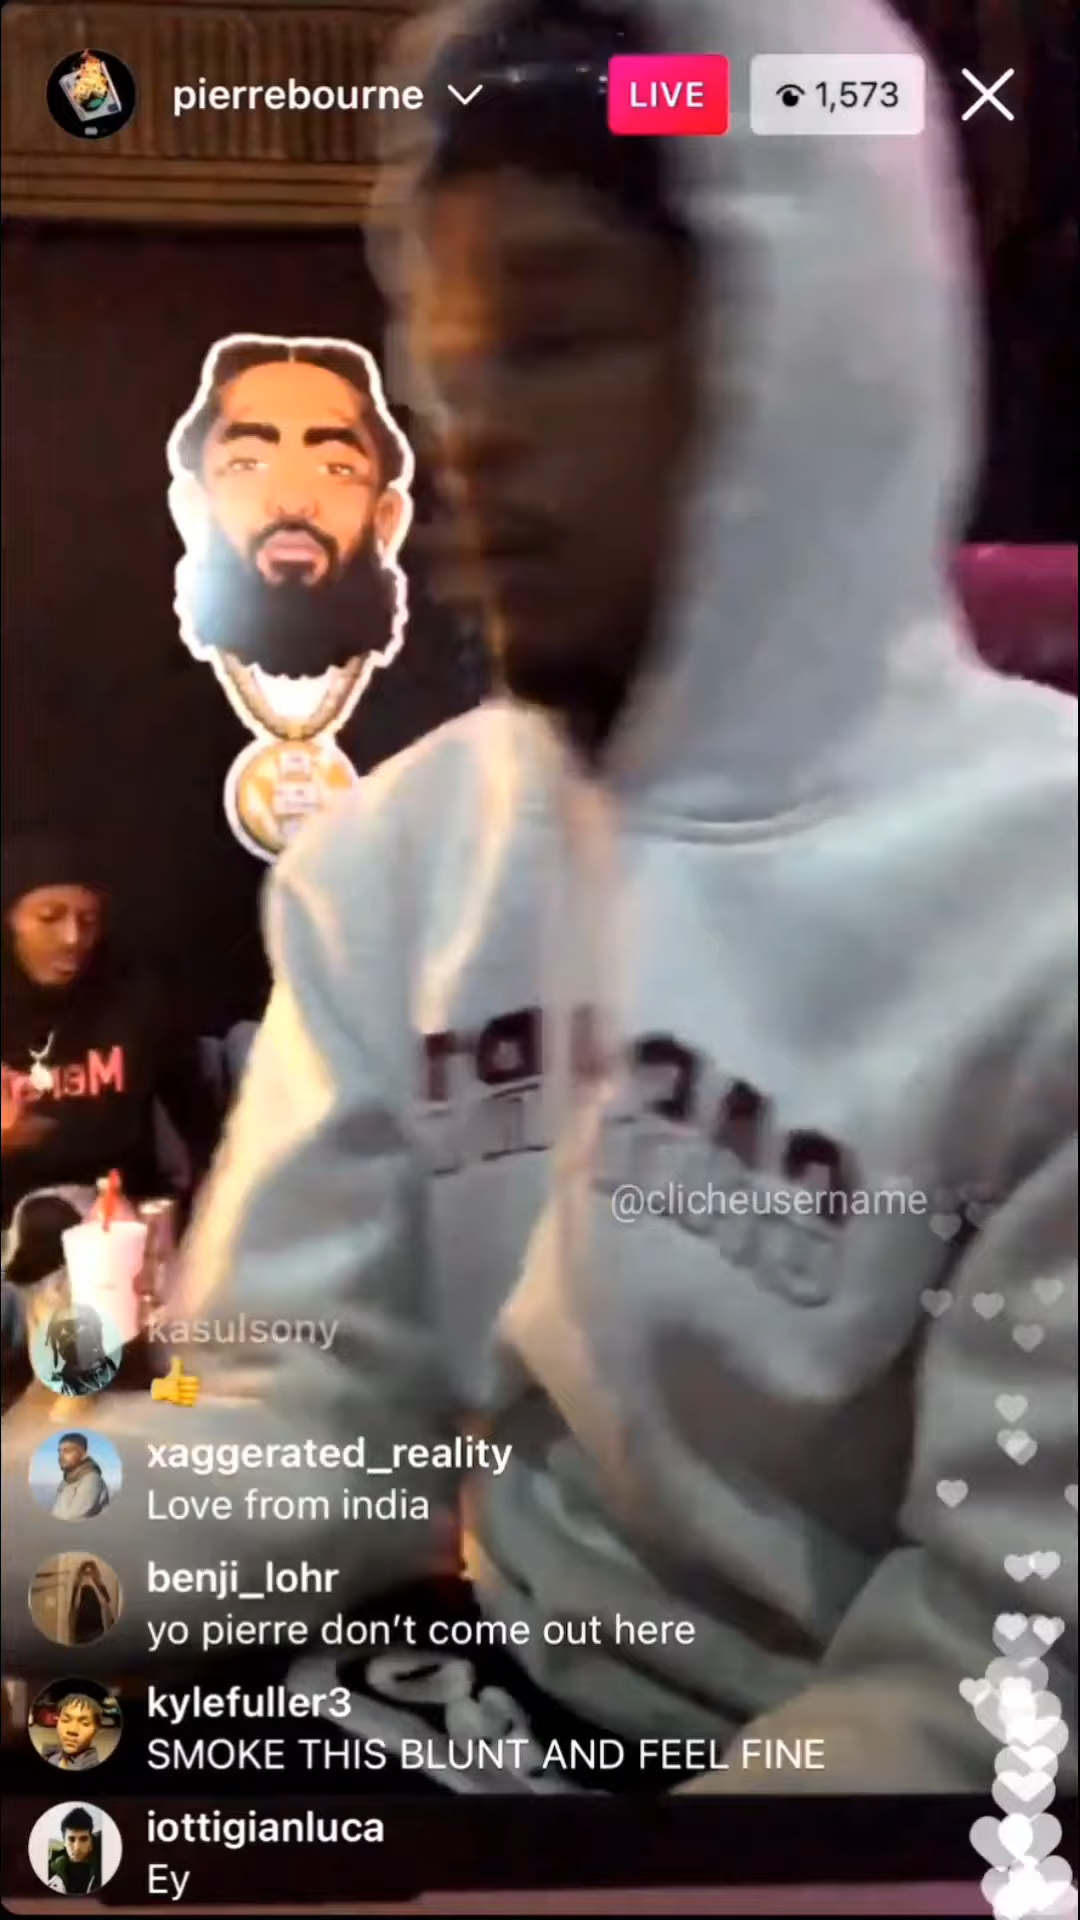 pierrebourne
LIVE
1,573
@clicheusername
kasulsony
👍
xaggerated_reality
Love from india
benji_lohr
yo pierre don't come out here
kylefuller3
SMOKE THIS BLUNT AND FEEL FINE
iottigianluca
Ey